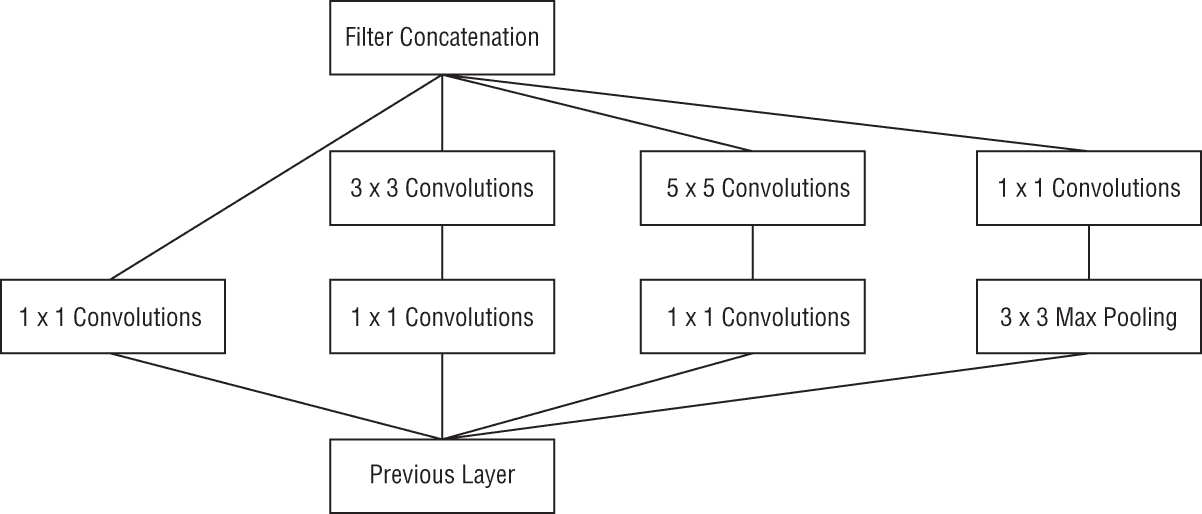 Filter Concatenation
3 x 3 Convolutions
5 x 5 Convolutions
1 x 1 Convolutions
1 x 1 Convolutions
1 x 1 Convolutions
1 x 1 Convolutions
3 x 3 Max Pooling
Previous Layer